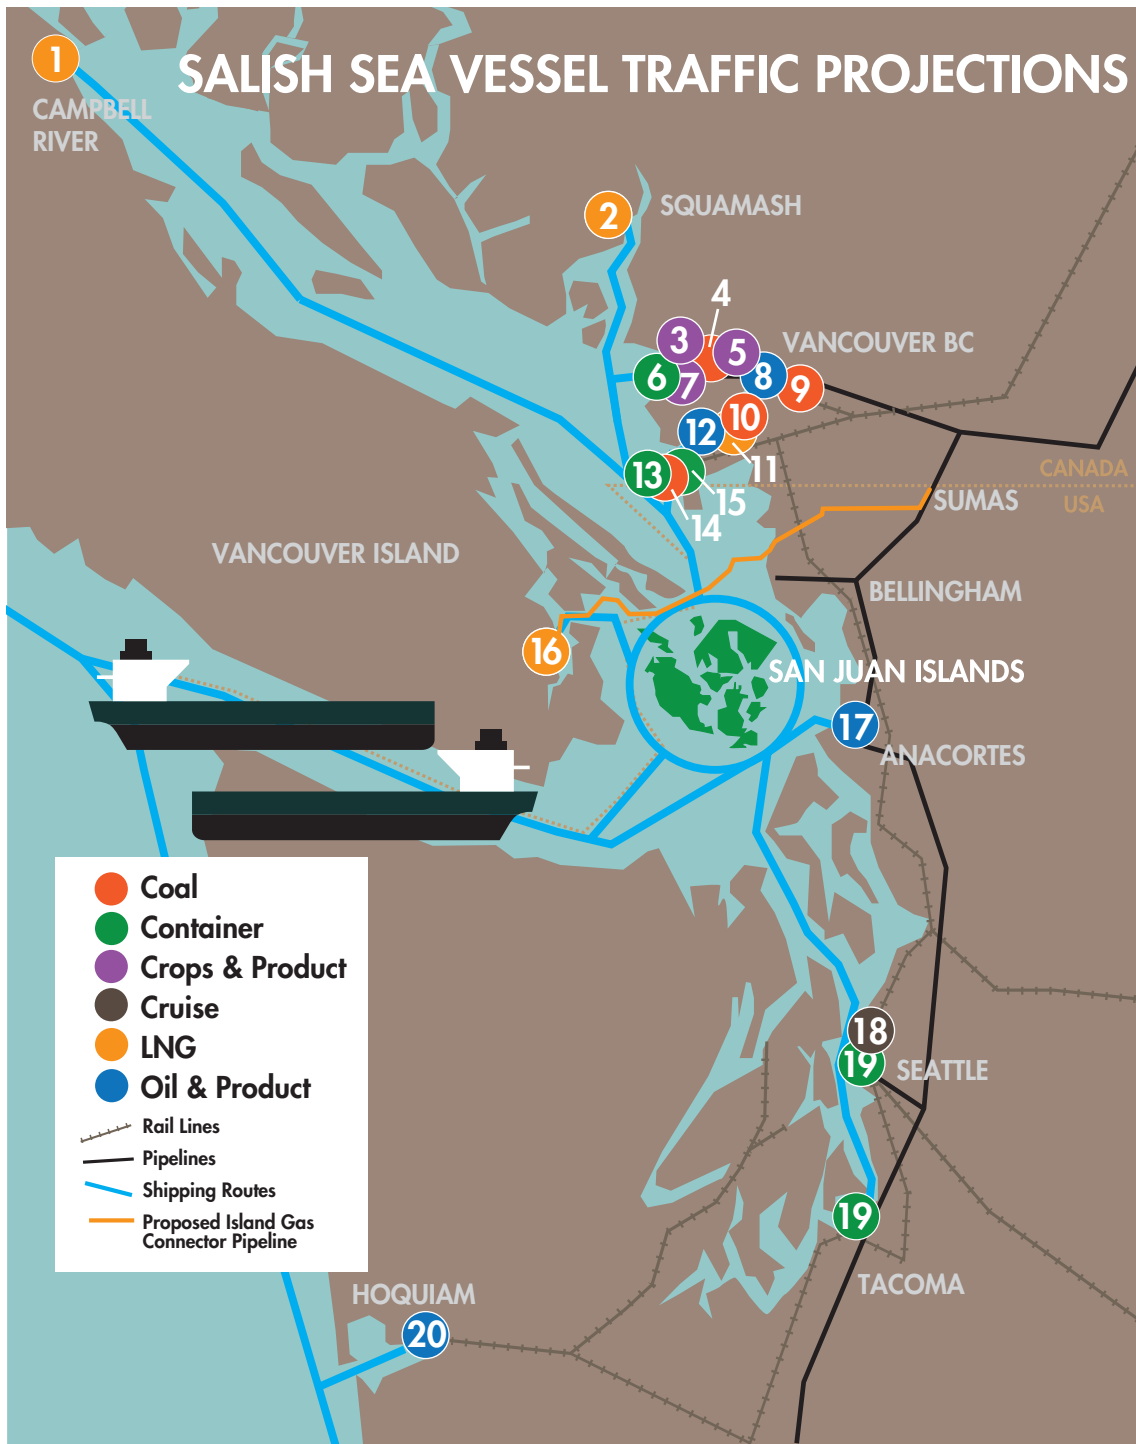 SALISH SEA VESSEL TRAFFIC PROJECTIONS
1
CAMPBELL
RIVER
2
SQUAMASH
4
3
5
VANCOUVER BC
6
7
8
9
10
12
11
13
15
14
CANADA
USA
SUMAS
VANCOUVER ISLAND
BELLINGHAM
16
SAN JUAN ISLANDS
17
ANACORTES
Coal
Container
Crops & Product
Cruise
LNG
Oil & Product
Rail Lines
Pipelines
Shipping Routes
Proposed Island Gas
Connector Pipeline
18
19
SEATTLE
19
TACOMA
HOQUIAM
20